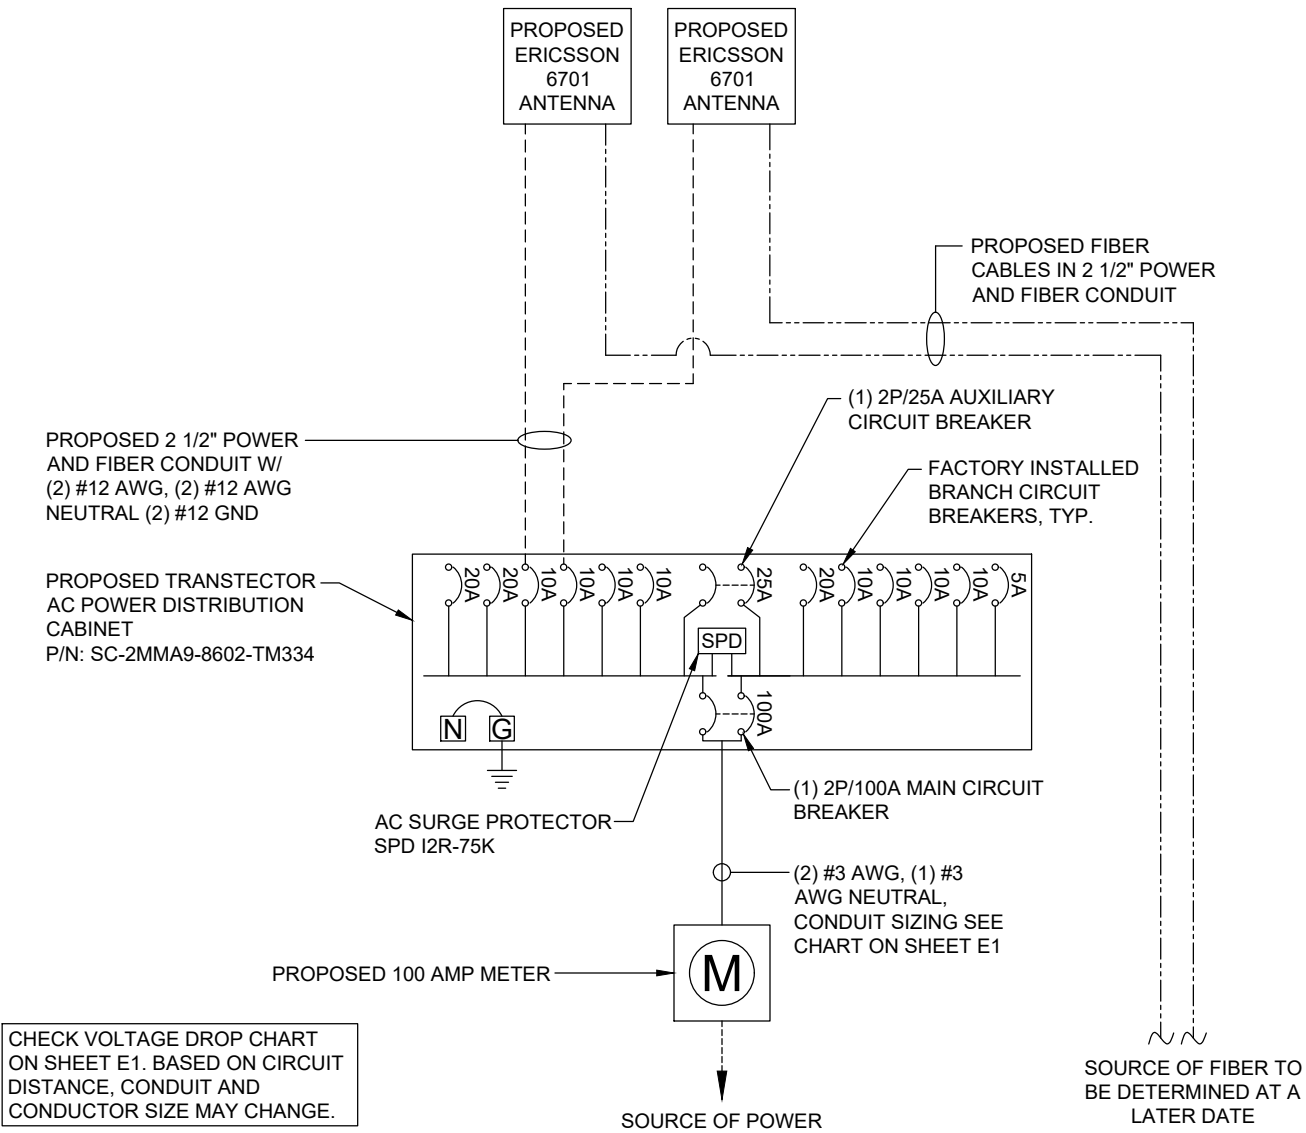 PROPOSED
ERICSSON
6701
ANTENNA
PROPOSED
ERICSSON
6701
ANTENNA
PROPOSED FIBER
CABLES IN 2 1/2" POWER
AND FIBER CONDUIT
(1) 2P/25A AUXILIARY
CIRCUIT BREAKER
PROPOSED 2 1/2" POWER
AND FIBER CONDUIT W/
(2) #12 AWG, (2) #12 AWG
NEUTRAL (2) #12 GND
FACTORY INSTALLED
BRANCH CIRCUIT
BREAKERS, TYP.
PROPOSED TRANSTECTOR
AC POWER DISTRIBUTION
CABINET
P/N: SC-2MMA9-8602-TM334
20A
20A
10A
10A
10A
10A
25A
20A
10A
10A
10A
10A
5A
SPD
100A
N
G
(1) 2P/100A MAIN CIRCUIT
BREAKER
AC SURGE PROTECTOR
SPD I2R-75K
(2) #3 AWG, (1) #3
AWG NEUTRAL,
CONDUIT SIZING SEE
CHART ON SHEET E1
PROPOSED 100 AMP METER
M
CHECK VOLTAGE DROP CHART
ON SHEET E1. BASED ON CIRCUIT
DISTANCE, CONDUIT AND
CONDUCTOR SIZE MAY CHANGE.
SOURCE OF POWER
SOURCE OF FIBER TO
BE DETERMINED AT A
LATER DATE